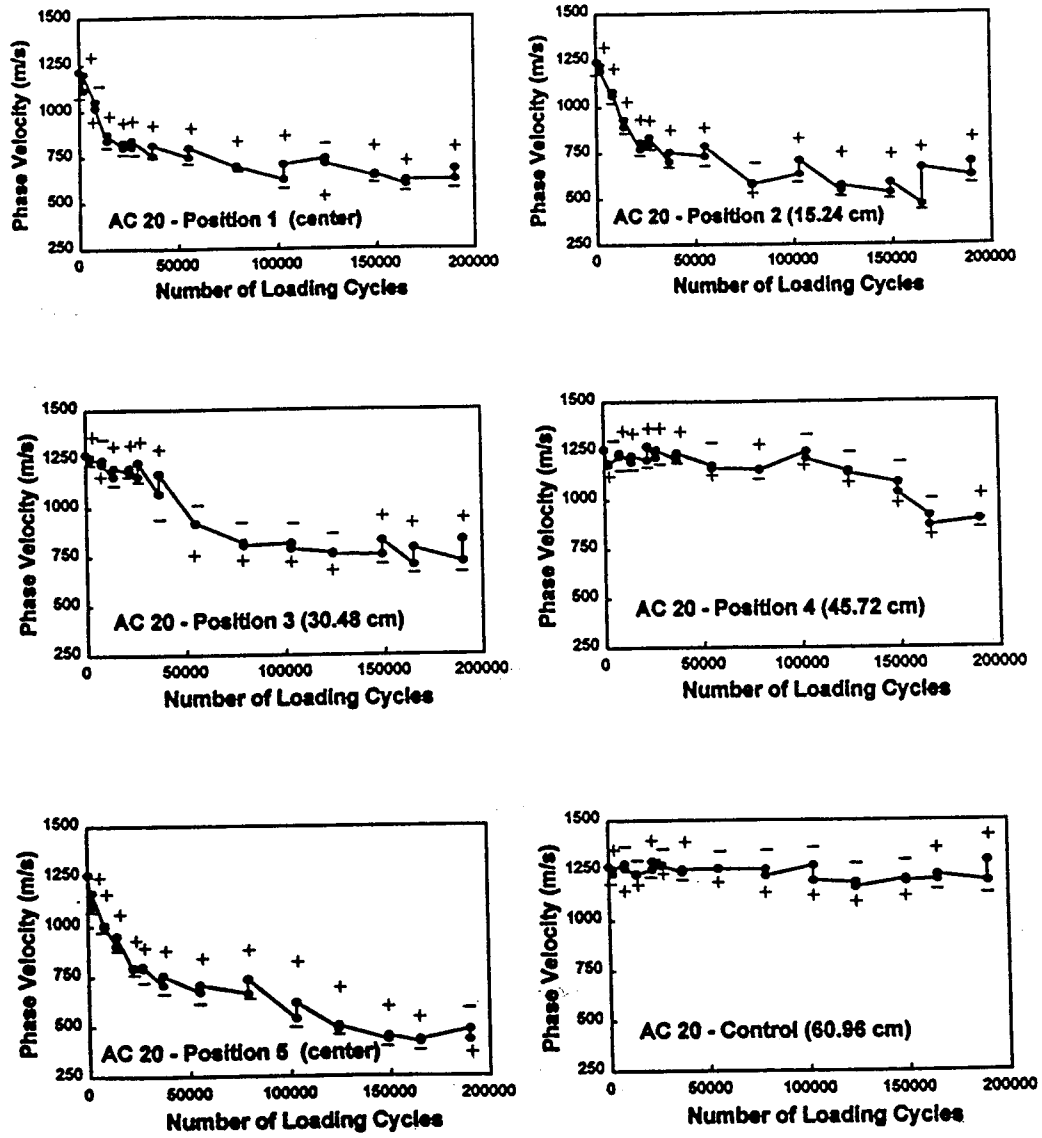 1500
1250
1000
750
500
250
Phase Velocity (m/s)
AC 20 - Position 1 (center)
0 50000 100000 150000 200000
Number of Loading Cycles
1500
1250
1000
750
500
250
Phase Velocity (m/s)
AC 20 - Position 2 (15.24 cm)
0 50000 100000 150000 200000
Number of Loading Cycles
1500
1250
1000
750
500
250
Phase Velocity (m/s)
AC 20 - Position 3 (30.48 cm)
0 50000 100000 150000 200000
Number of Loading Cycles
1500
1250
1000
750
500
250
Phase Velocity (m/s)
AC 20 - Position 4 (45.72 cm)
0 50000 100000 150000 200000
Number of Loading Cycles
1500
1250
1000
750
500
250
Phase Velocity (m/s)
AC 20 - Position 5 (center)
0 50000 100000 150000 200000
Number of Loading Cycles
1500
1250
1000
750
500
250
Phase Velocity (m/s)
AC 20 - Control (60.96 cm)
0 50000 100000 150000 200000
Number of Loading Cycles